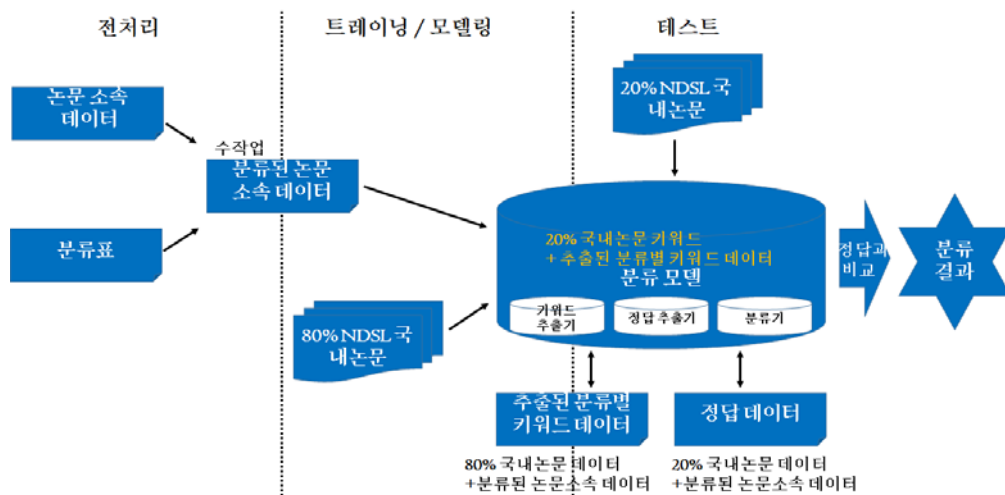 전처리
트레이닝 / 모델링
테스트
논문 소속
데이터
20% NDSL 국
내논문
수작업
분류된 논문
소속 데이터
분류표
20% 국내논문 키워드
+ 추출된 분류별 키워드 데이터
분류 모델
정답과
비교
분류
결과
키워드
추출기
정답 추출기
분류기
80% NDSL 국
내논문
추출된 분류별
키워드 데이터
정답 데이터
80% 국내논문 데이터
+분류된 논문소속 데이터
20% 국내논문 데이터
+분류된 논문소속 데이터